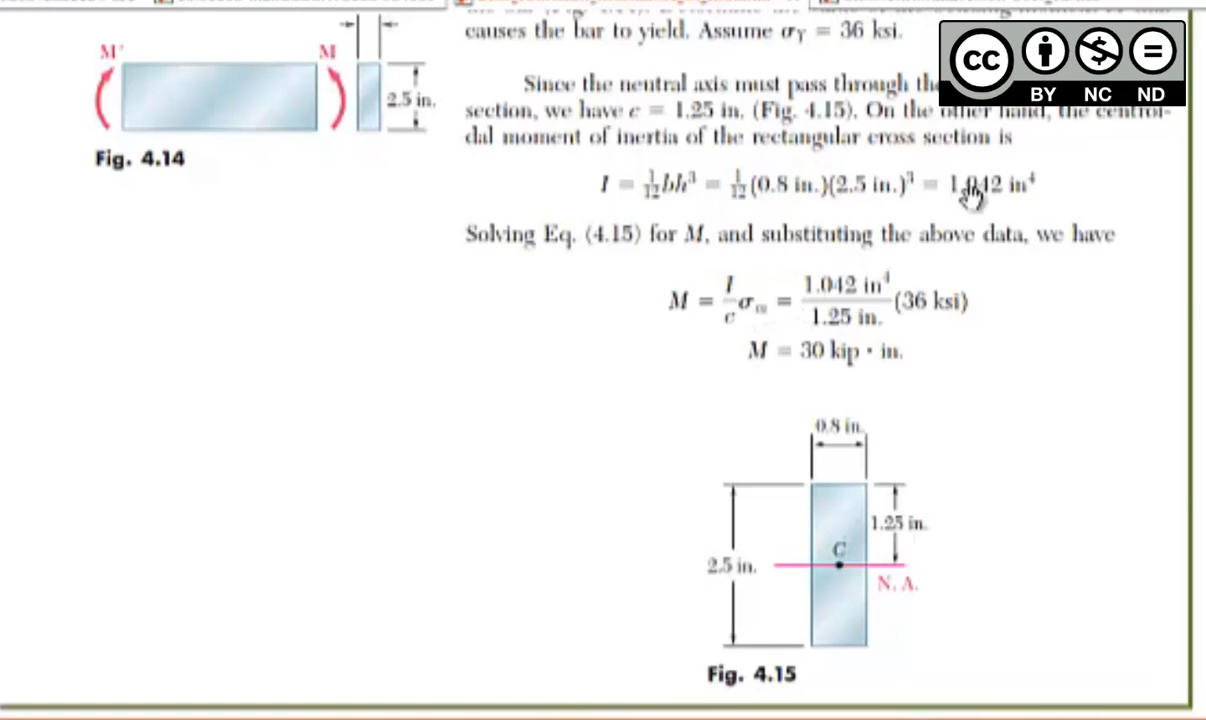 causes the bar to yield. Assume σY = 36 ksi.
Since the neutral axis must pass through the
section, we have c = 1.25 in. (Fig. 4.15). On the other hand, the centroi-
dal moment of inertia of the rectangular cross section is
I = 1/12 bh³ = 1/12 (0.8 in.)(2.5 in.)³ = 1.042 in⁴
Solving Eq. (4.15) for M, and substituting the above data, we have
M = I/c σm = 1.042 in⁴/1.25 in. (36 ksi)
M = 30 kip · in.
M'
M
2.5 in.
Fig. 4.14
0.8 in.
1.25 in.
C
2.5 in.
N. A.
Fig. 4.15
cc
BY NC ND